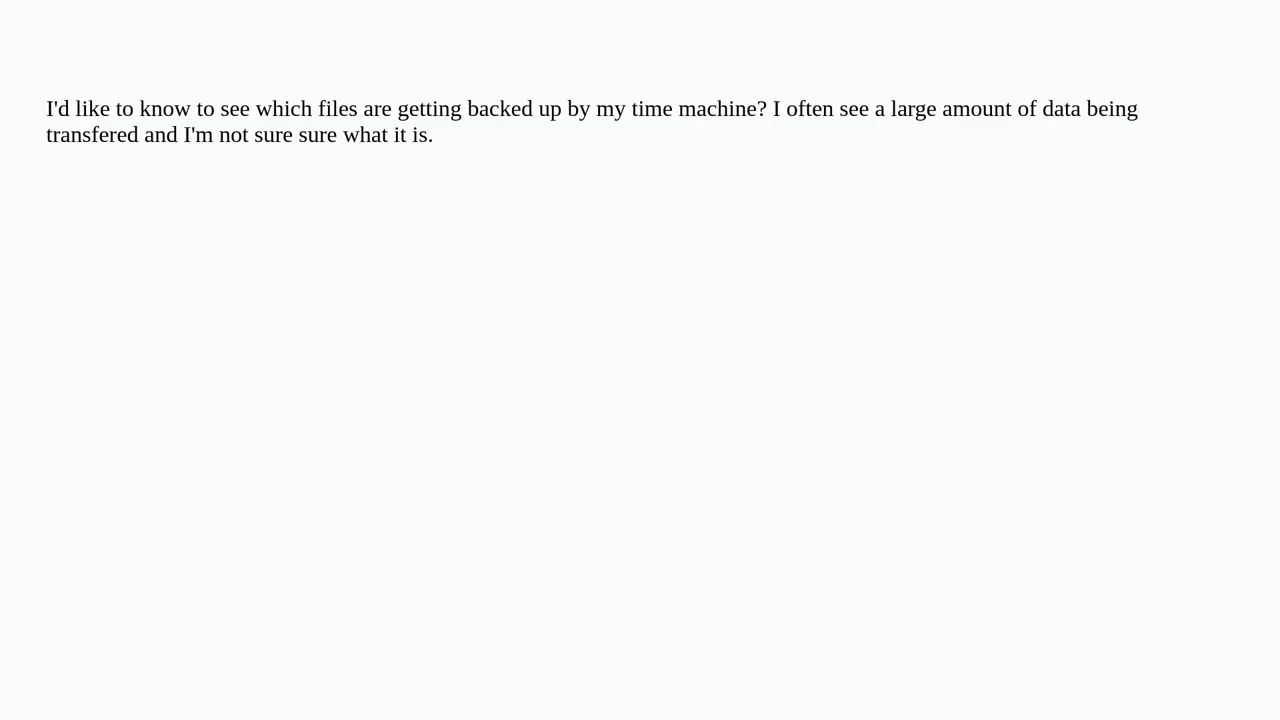 I'd like to know to see which files are getting backed up by my time machine? I often see a large amount of data being
transfered and I'm not sure sure what it is.